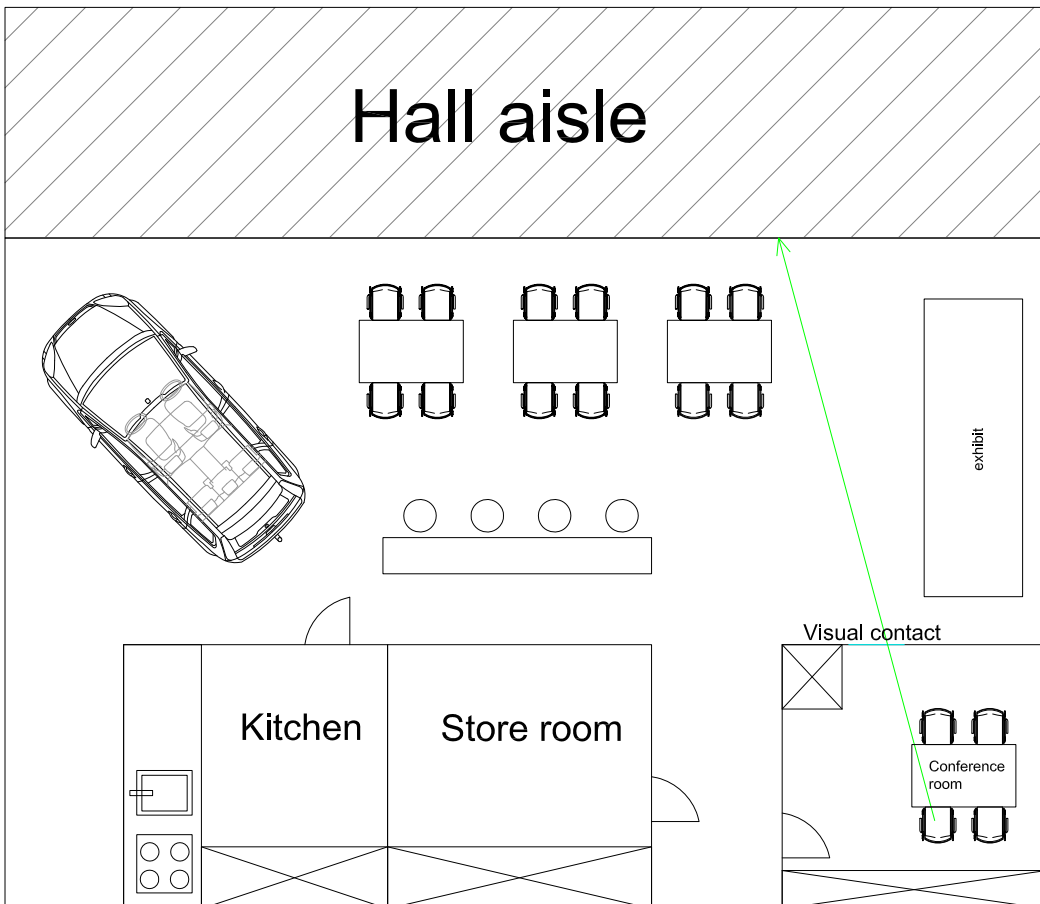 Hall aisle
exhibit
Visual contact
Kitchen
Store room
Conference
room